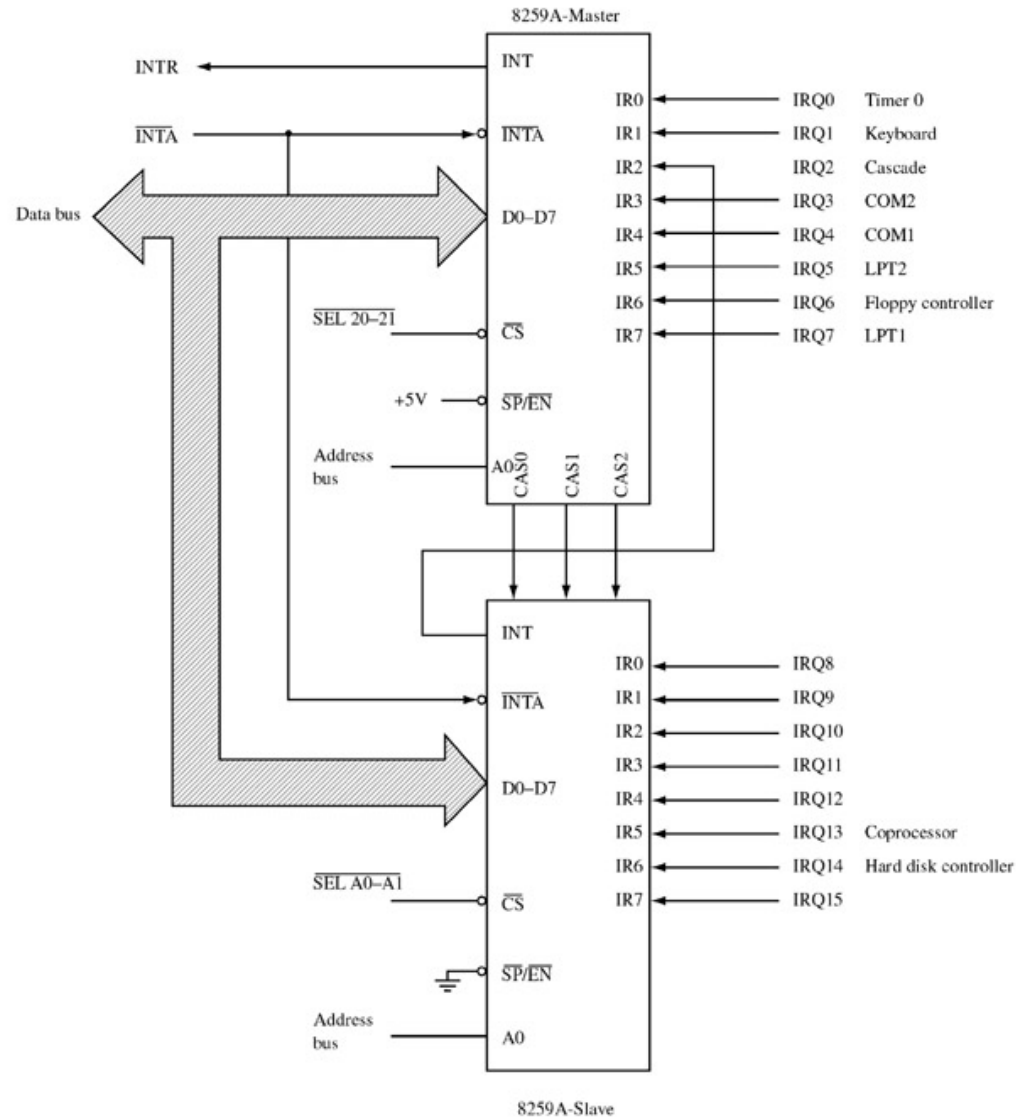 8259A-Master
INTR
INT
IR0
IRQ0 Timer 0
INTA
INTA
IR1
IRQ1 Keyboard
IR2
IRQ2 Cascade
Data bus
D0–D7
IR3
IRQ3 COM2
IR4
IRQ4 COM1
IR5
IRQ5 LPT2
IR6
IRQ6 Floppy controller
SEL 20–21
CS
IR7
IRQ7 LPT1
+5V
SP/EN
Address
bus
A0
CAS0
CAS1
CAS2
INT
IR0
IRQ8
INTA
IR1
IRQ9
IR2
IRQ10
IR3
IRQ11
D0–D7
IR4
IRQ12
IR5
IRQ13 Coprocessor
IR6
IRQ14 Hard disk controller
SEL A0–A1
CS
IR7
IRQ15
SP/EN
Address
bus
A0
8259A-Slave